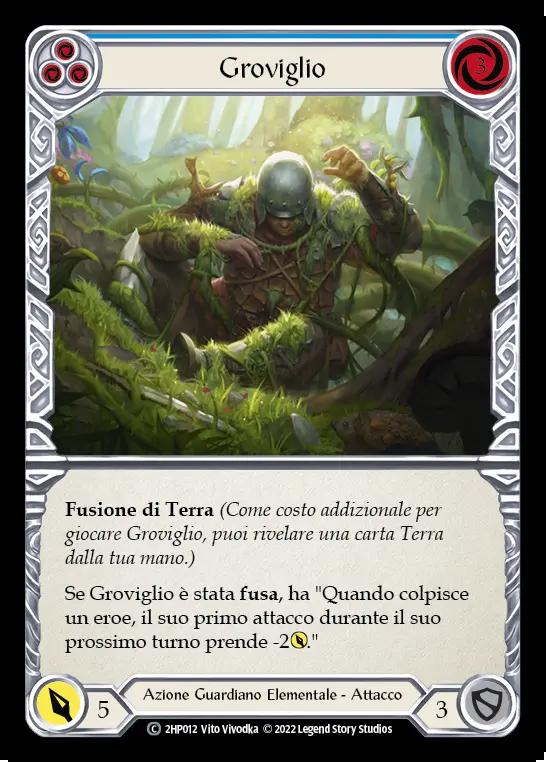 Groviglio
3
Fusione di Terra (Come costo addizionale per
giocare Groviglio, puoi rivelare una carta Terra
dalla tua mano.)
Se Groviglio è stata fusa, ha "Quando colpisce
un eroe, il suo primo attacco durante il suo
prossimo turno prende -2."
5
Azione Guardiano Elementale - Attacco
3
C 2HP012 Vito Vivodka © 2022 Legend Story Studios